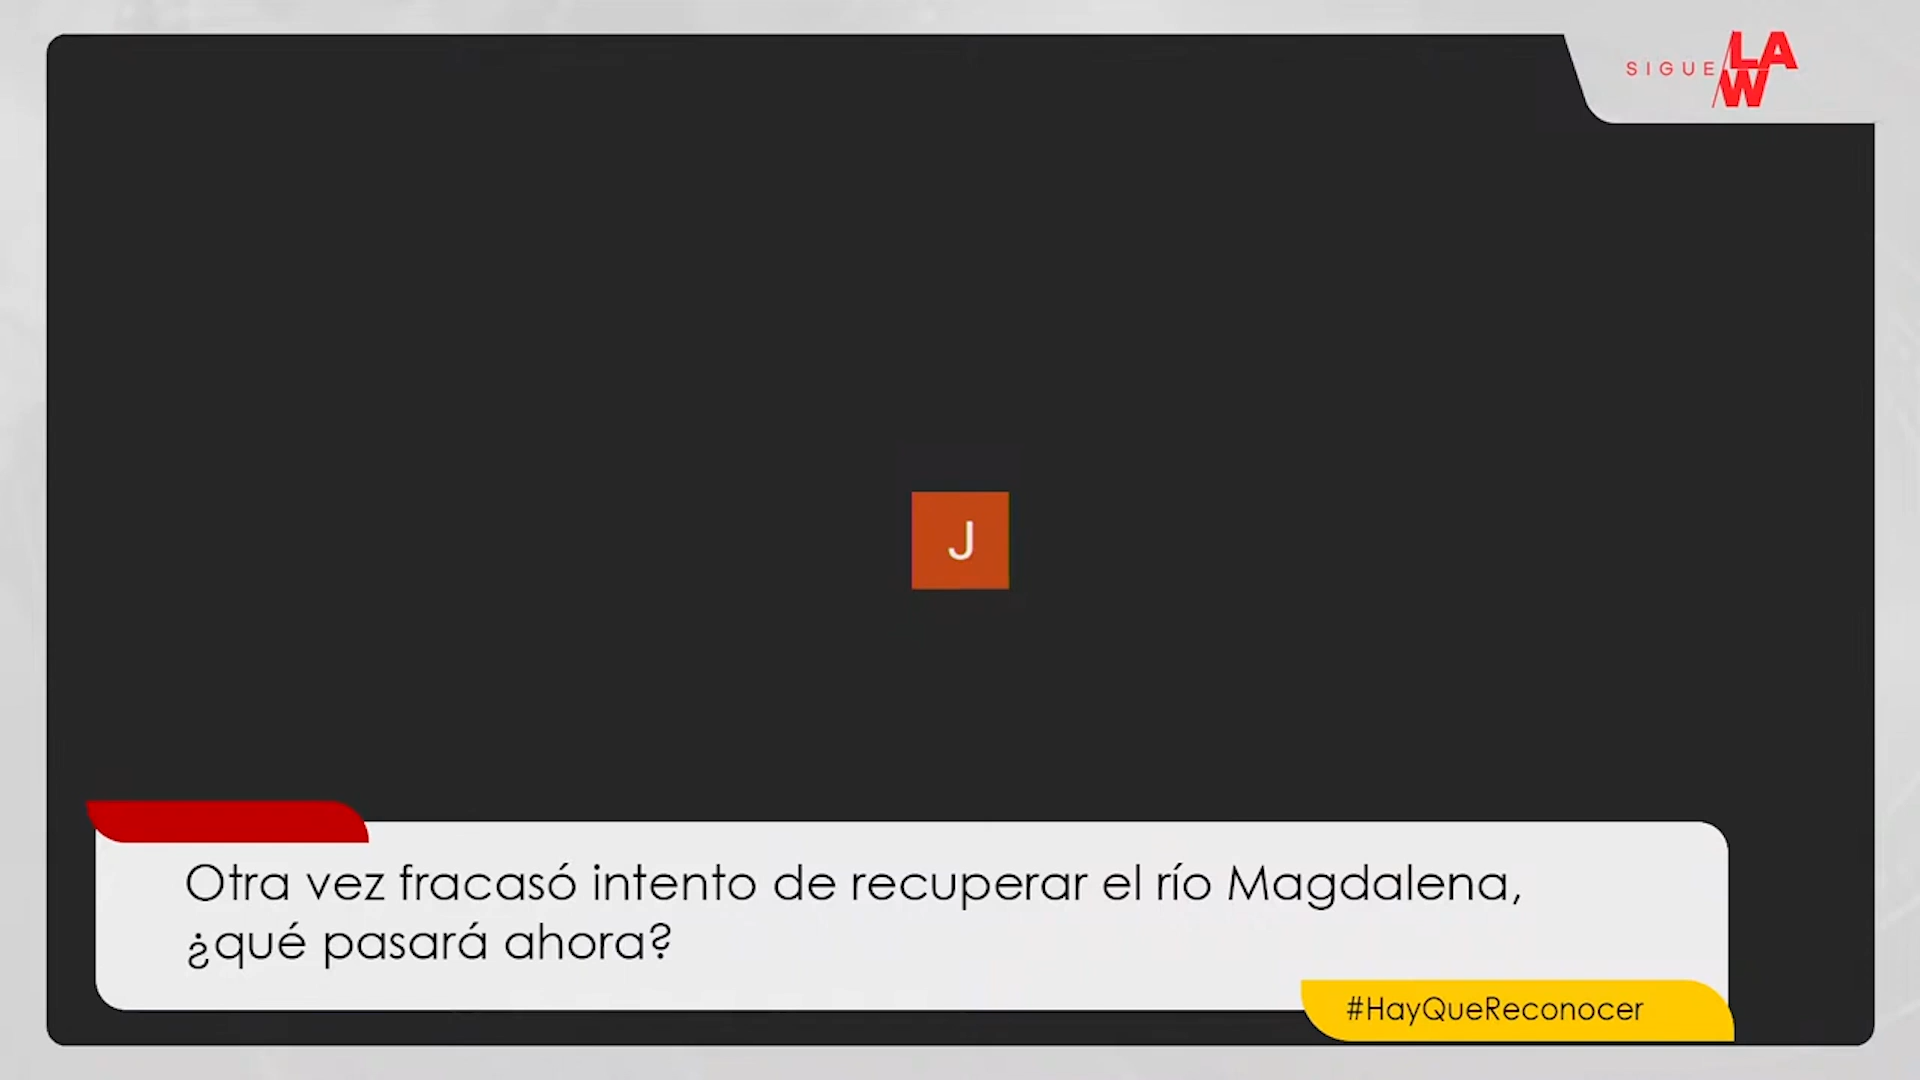 SIGUE LA
W
J
Otra vez fracasó intento de recuperar el río Magdalena,
¿qué pasará ahora?
#HayQueReconocer